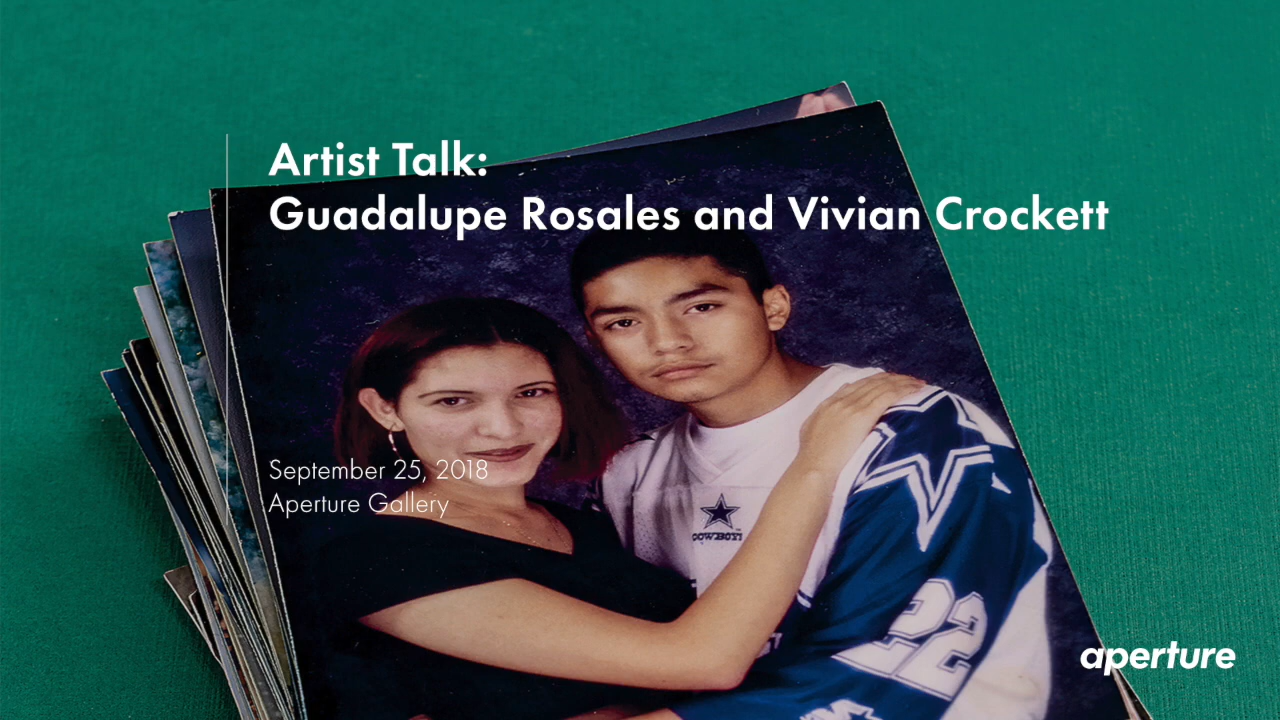 Artist Talk:
Guadalupe Rosales and Vivian Crockett
September 25, 2018
Aperture Gallery
COWBOYS
22
aperture